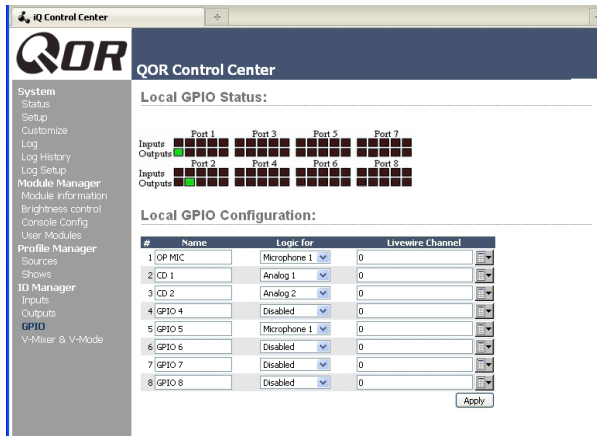 iQ Control Center
QOR
QOR Control Center
System
Status
Setup
Customize
Log
Log History
Log Setup
Module Manager
Module information
Brightness control
Console Config
User Modules
Profile Manager
Sources
Shows
IO Manager
Inputs
Outputs
GPIO
V-Mixer & V-Mode
Local GPIO Status:
Port 1 Port 3 Port 5 Port 7
Inputs
Outputs
Port 2 Port 4 Port 6 Port 8
Inputs
Outputs
Local GPIO Configuration:
# Name Logic for Livewire Channel
1 OP MIC Microphone 1 0
2 CD 1 Analog 1 0
3 CD 2 Analog 2 0
4 GPIO 4 Disabled 0
5 GPIO 5 Microphone 1 0
6 GPIO 6 Disabled 0
7 GPIO 7 Disabled 0
8 GPIO 8 Disabled 0
Apply